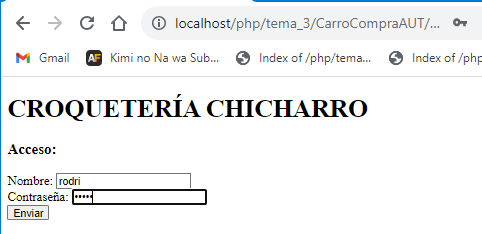 localhost/php/tema_3/CarroCompraAUT/...
Gmail
AF Kimi no Na wa Sub...
Index of /php/tema...
Index of /php
CROQUETERÍA CHICHARRO
Acceso:
Nombre: rodri
Contraseña: •••••
Enviar